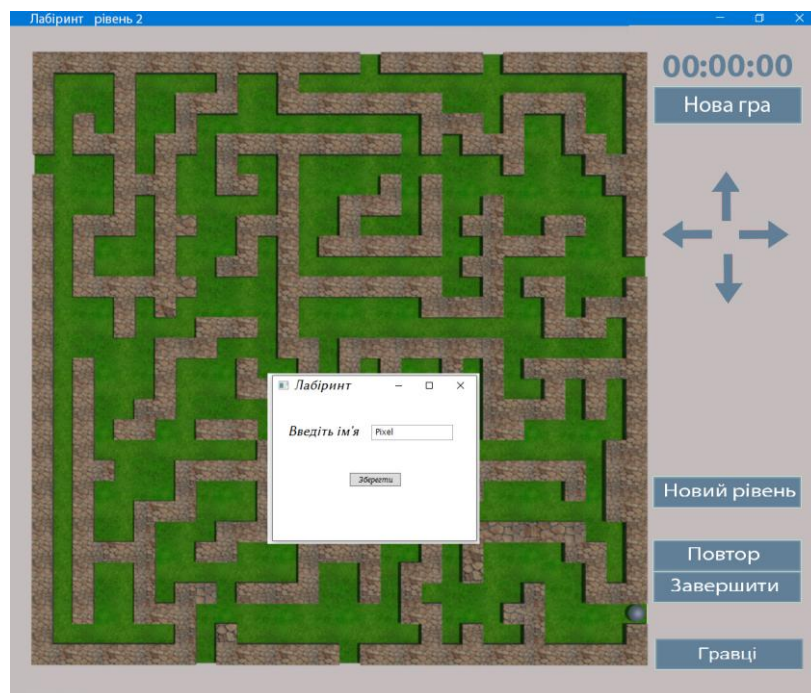 Лабіринт рівень 2
00:00:00
Нова гра
Лабіринт
Введіть ім'я Pixel
Зберегти
Новий рівень
Повтор
Завершити
Гравці